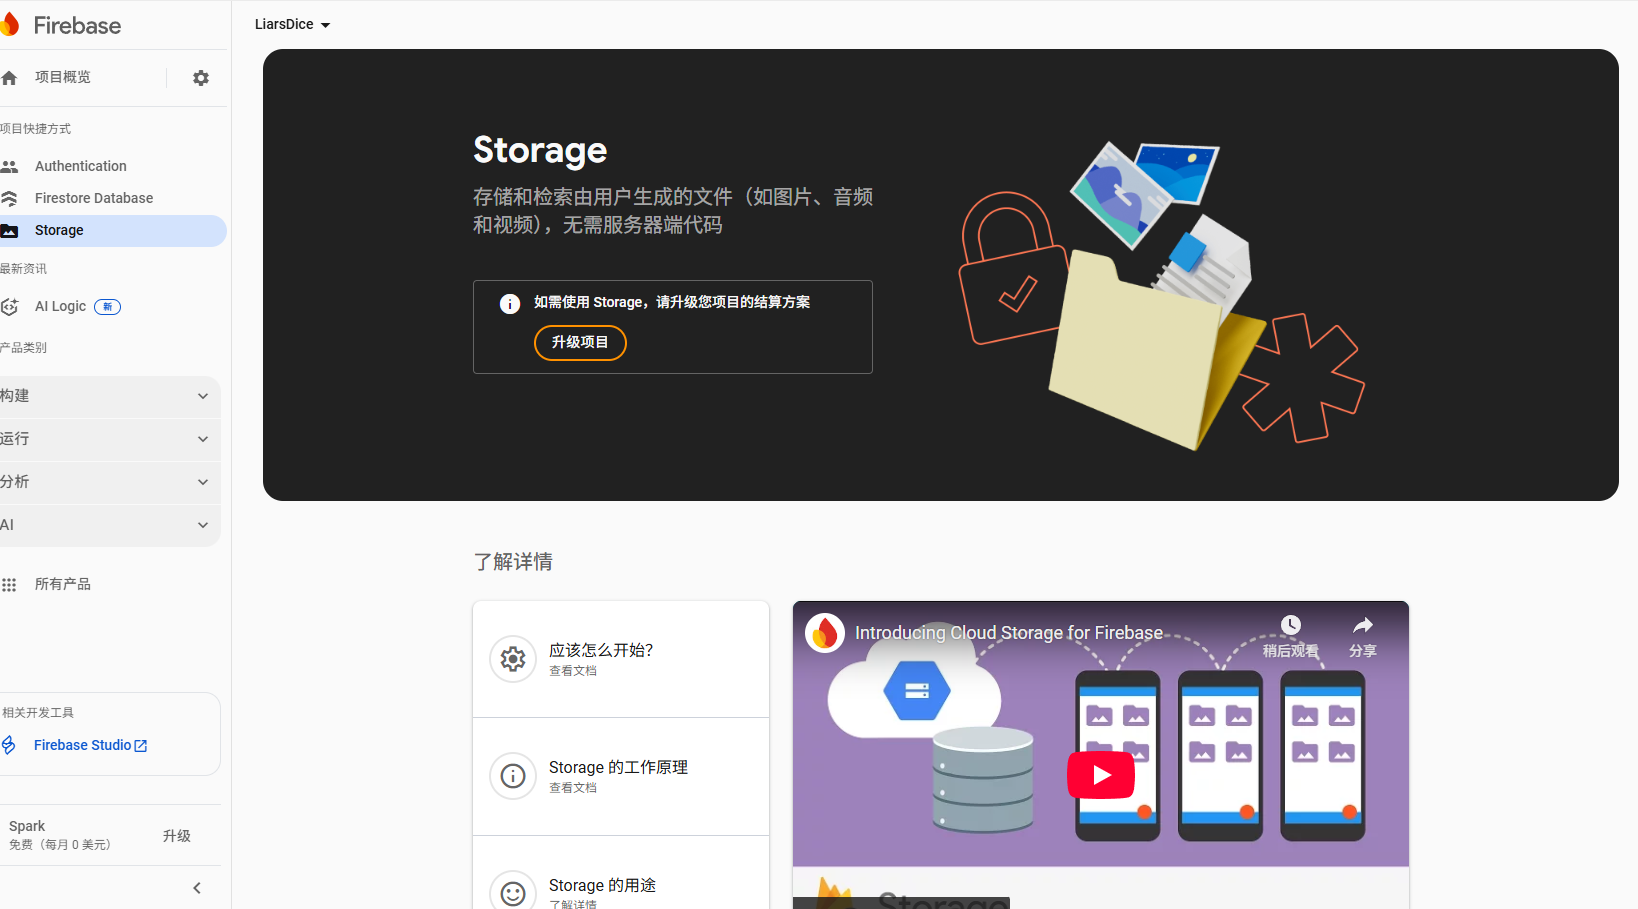 Firebase
项目概览
项目快捷方式
Authentication
Firestore Database
Storage
最新资讯
AI Logic 新
产品类别
构建
运行
分析
AI
所有产品
相关开发工具
Firebase Studio
Spark
免费（每月 0 美元）
升级
LiarsDice
Storage
存储和检索由用户生成的文件（如图片、音频
和视频），无需服务器端代码
如需使用 Storage，请升级您项目的结算方案
升级项目
了解详情
应该怎么开始？
查看文档
Storage 的工作原理
查看文档
Storage 的用途
了解详情
Introducing Cloud Storage for Firebase
稍后观看
分享
Storage